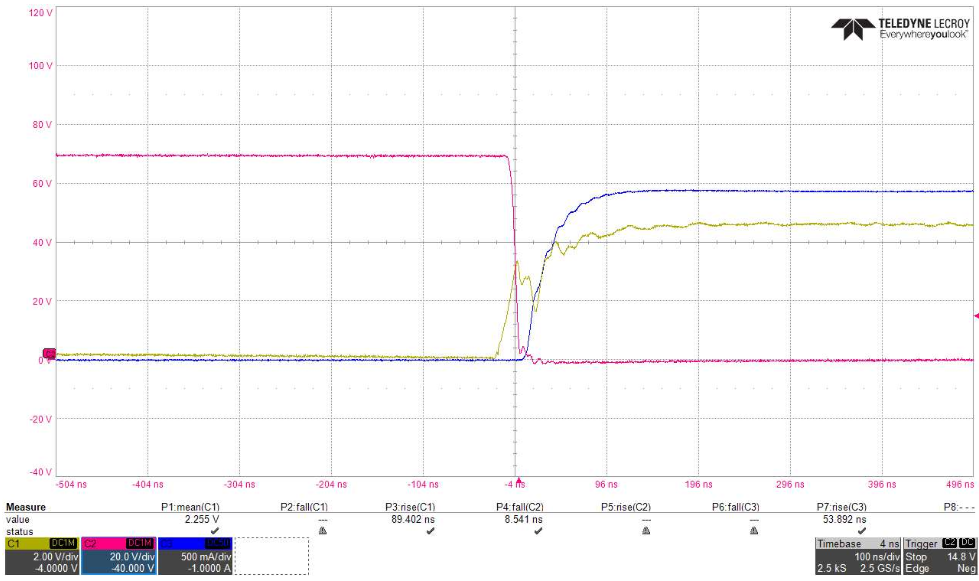 120 V
TELEDYNE LECROY
Everywhereyoulook™
100 V
80 V
60 V
40 V
20 V
-20 V
-40 V
-504 ns -404 ns -304 ns -204 ns -104 ns -4 ns 96 ns 196 ns 296 ns 396 ns 496 ns
Measure P1:mean(C1) P2:fall(C1) P3:rise(C1) P4:fall(C2) P5:rise(C2) P6:fall(C3) P7:rise(C3) P8:- - -
value 2.255 V --- 89.402 ns 8.541 ns --- --- 53.892 ns
status
C1 DC1M C2 DC1M Timebase 4 ns Trigger C2 DC
2.00 V/div 20.0 V/div 500 mA/div 100 ns/div Stop 14.8 V
-4.0000 V -40.000 V -1.0000 A 2.5 kS 2.5 GS/s Edge Neg